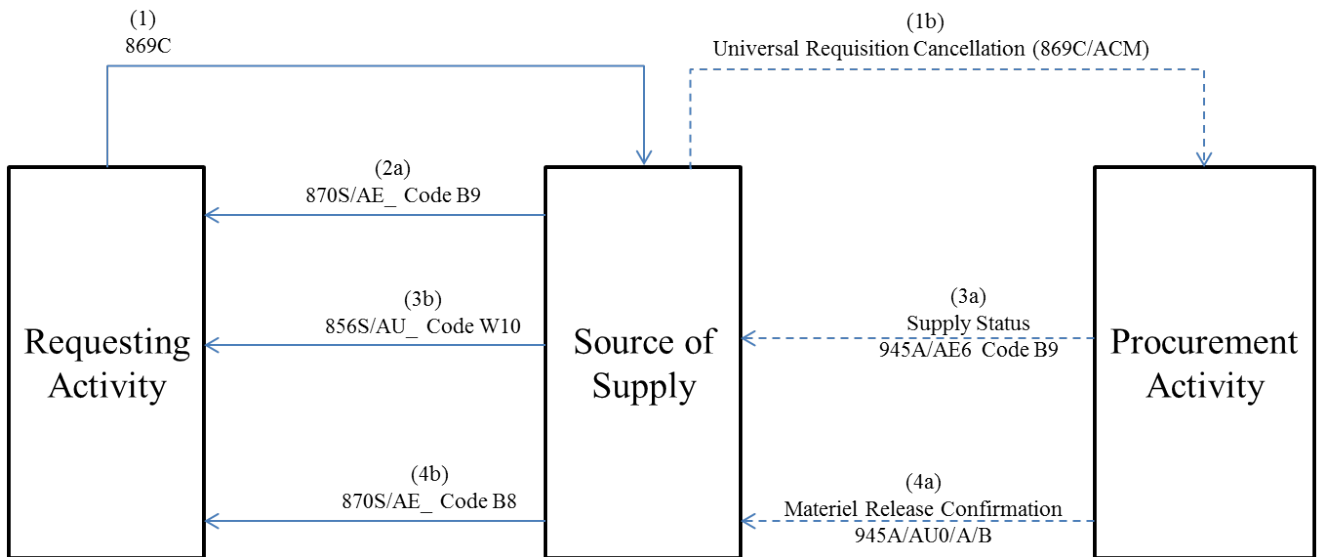 (1)
869C
(1b)
Universal Requisition Cancellation (869C/ACM)
(2a)
870S/AE_ Code B9
(3b)
856S/AU_ Code W10
(4b)
870S/AE_ Code B8
(3a)
Supply Status
945A/AE6 Code B9
(4a)
Materiel Release Confirmation
945A/AU0/A/B
Requesting
Activity
Source of
Supply
Procurement
Activity